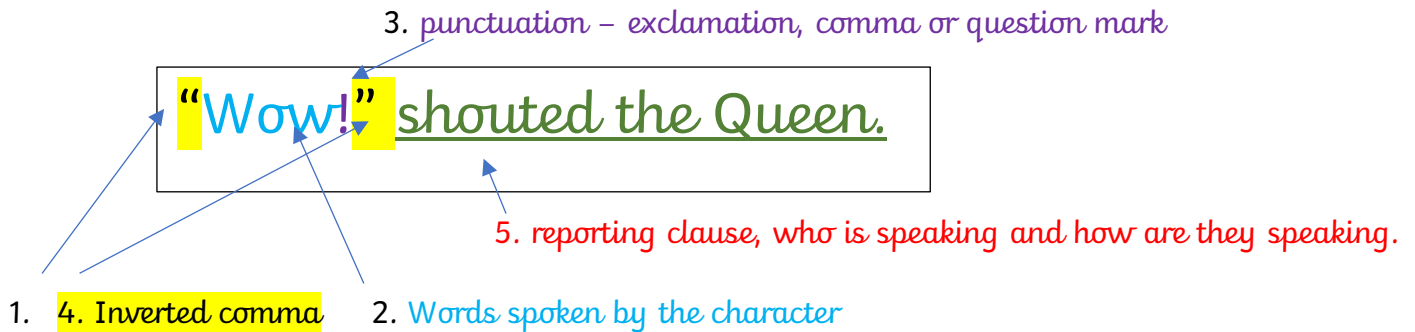 3. punctuation – exclamation, comma or question mark
“Wow!” shouted the Queen.
5. reporting clause, who is speaking and how are they speaking.
1. 4. Inverted comma 2. Words spoken by the character